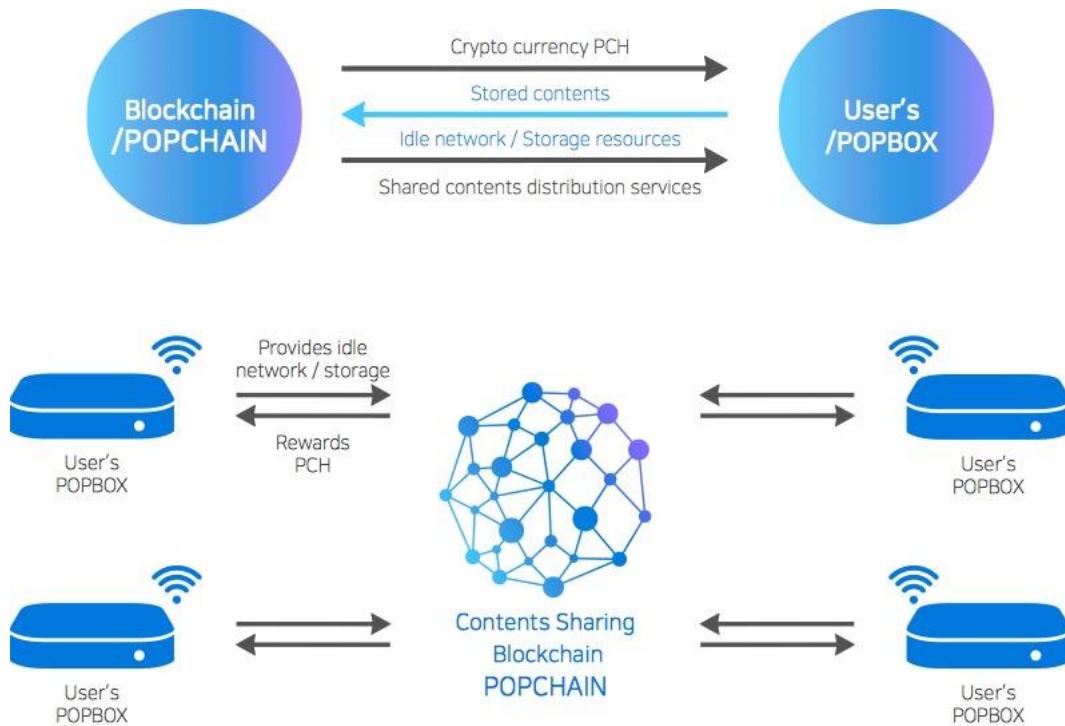 Crypto currency PCH
Blockchain
/POPCHAIN
Stored contents
User's
/POPBOX
Idle network / Storage resources
Shared contents distribution services
Provides idle
network / storage
Rewards
PCH
User's
POPBOX
User's
POPBOX
Contents Sharing
Blockchain
POPCHAIN
User's
POPBOX
User's
POPBOX